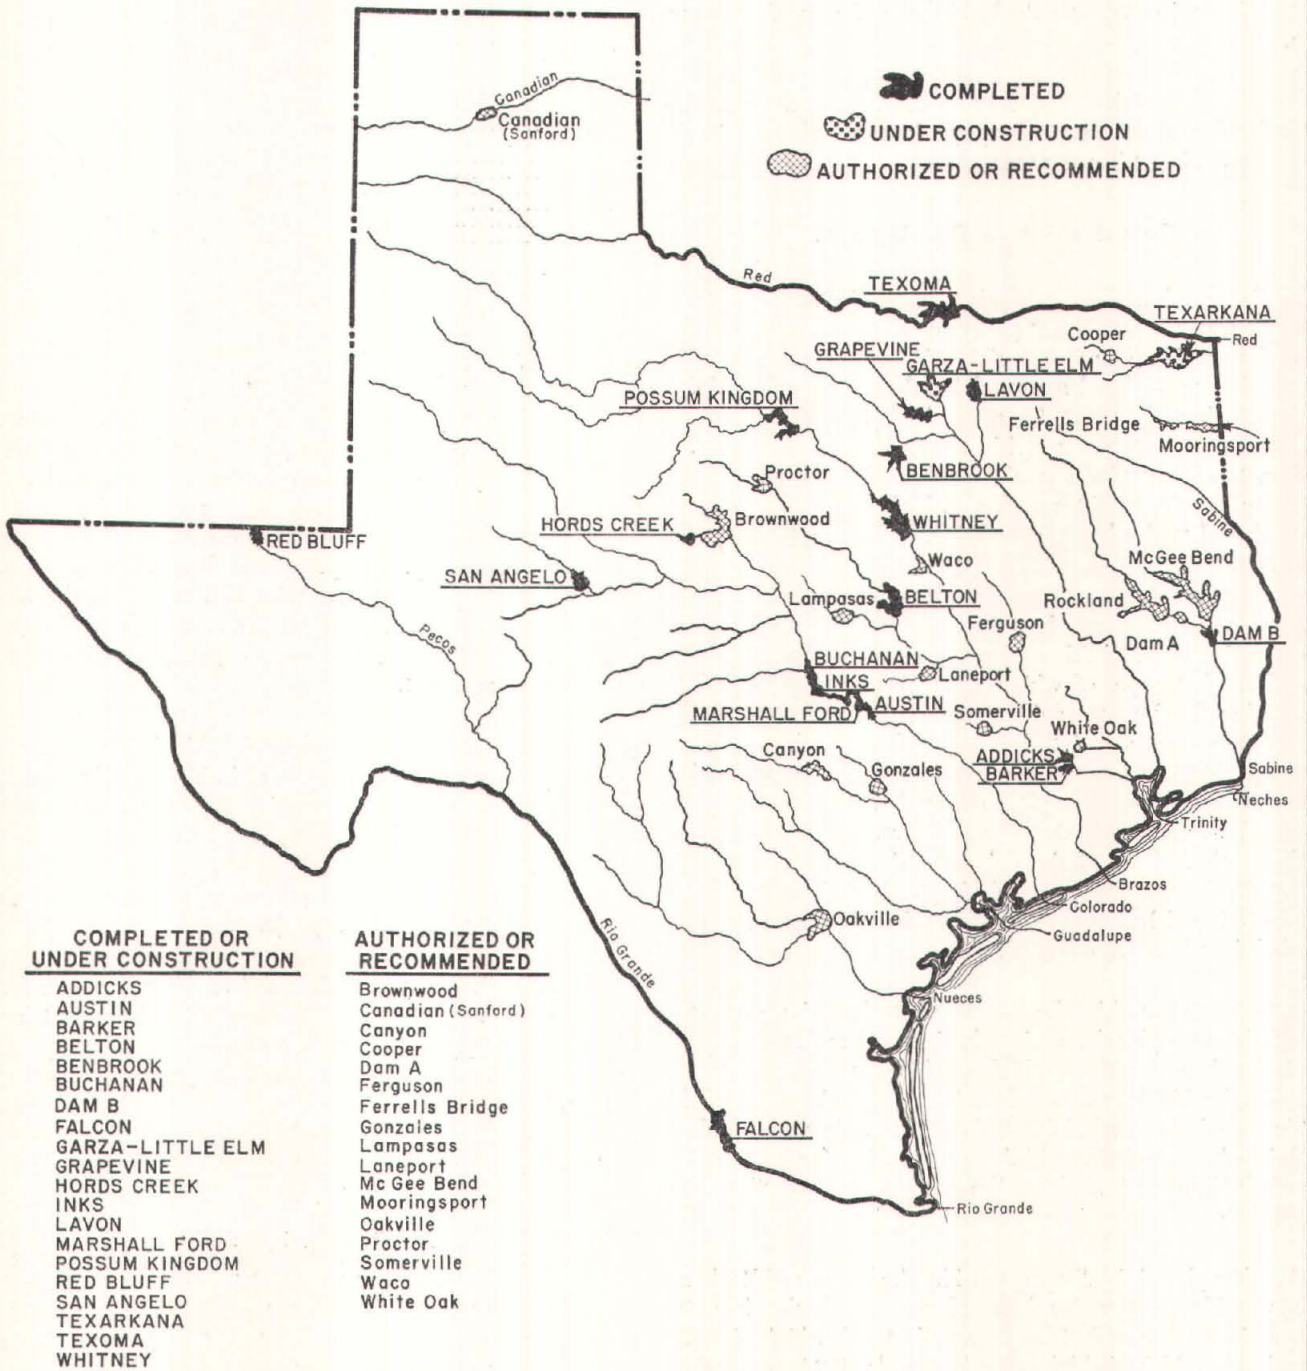 Canadian
Canadian
(Sanford)
COMPLETED
UNDER CONSTRUCTION
AUTHORIZED OR RECOMMENDED
Red
TEXOMA
TEXARKANA
Cooper
Red
GRAPEVINE
GARZA-LITTLE ELM
LAVON
POSSUM KINGDOM
Ferrells Bridge
Mooringsport
BENBROOK
Proctor
Sabine
HORDS CREEK
Brownwood
WHITNEY
RED BLUFF
Waco
McGee Bend
SAN ANGELO
Lampasas
BELTON
Rockland
Ferguson
Pecos
Dam A
DAM B
BUCHANAN
INKS
Laneport
MARSHALL FORD
AUSTIN
Somerville
White Oak
Canyon
Gonzales
ADDICKS
BARKER
Sabine
Neches
Trinity
Brazos
Colorado
Guadalupe
Oakville
Rio Grande
Nueces
FALCON
Rio Grande
COMPLETED OR
UNDER CONSTRUCTION
ADDICKS
AUSTIN
BARKER
BELTON
BENBROOK
BUCHANAN
DAM B
FALCON
GARZA-LITTLE ELM
GRAPEVINE
HORDS CREEK
INKS
LAVON
MARSHALL FORD
POSSUM KINGDOM
RED BLUFF
SAN ANGELO
TEXARKANA
TEXOMA
WHITNEY
AUTHORIZED OR
RECOMMENDED
Brownwood
Canadian (Sanford)
Canyon
Cooper
Dam A
Ferguson
Ferrells Bridge
Gonzales
Lampasas
Laneport
Mc Gee Bend
Mooringsport
Oakville
Proctor
Somerville
Waco
White Oak